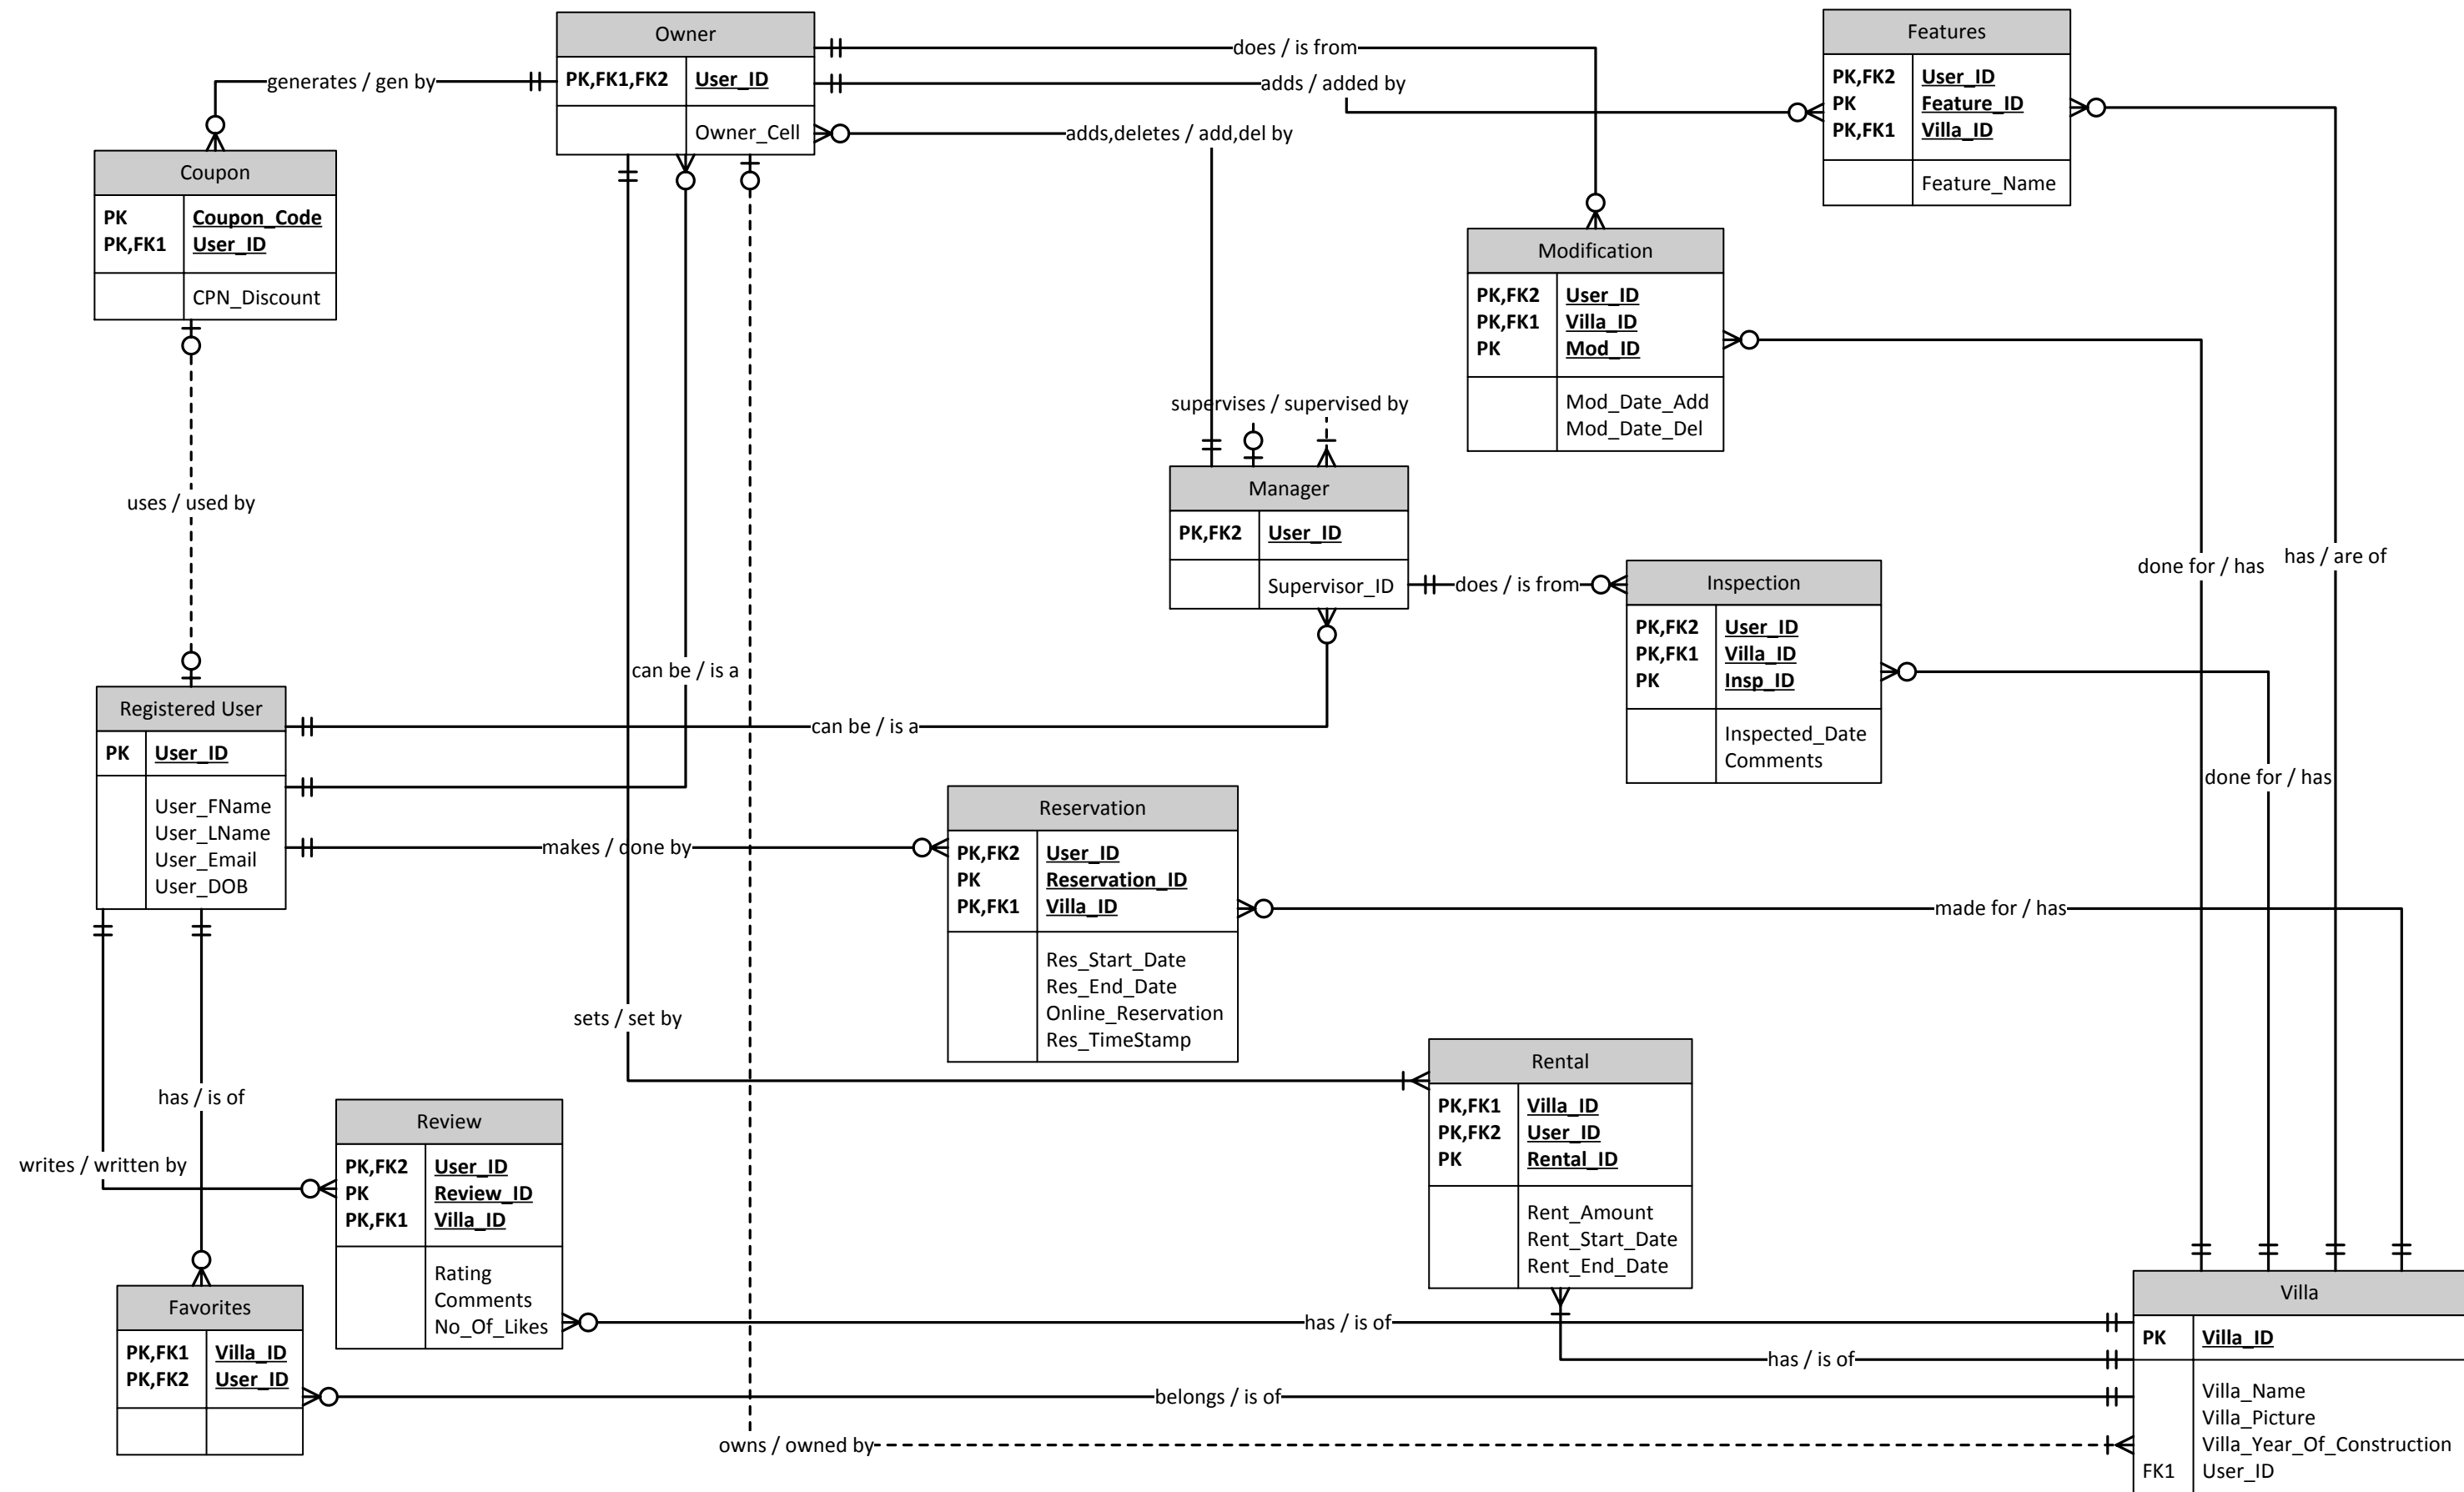 Owner
PK,FK1,FK2 User_ID
Owner_Cell
does / is from
adds / added by
adds,deletes / add,del by
generates / gen by
Features
PK,FK2 User_ID
PK Feature_ID
PK,FK1 Villa_ID
Feature_Name
Coupon
PK Coupon_Code
PK,FK1 User_ID
CPN_Discount
Modification
PK,FK2 User_ID
PK,FK1 Villa_ID
PK Mod_ID
Mod_Date_Add
Mod_Date_Del
supervises / supervised by
uses / used by
Manager
PK,FK2 User_ID
Supervisor_ID
does / is from
Inspection
PK,FK2 User_ID
PK,FK1 Villa_ID
PK Insp_ID
Inspected_Date
Comments
done for / has
has / are of
done for / has
can be / is a
can be / is a
Registered User
PK User_ID
User_FName
User_LName
User_Email
User_DOB
makes / done by
Reservation
PK,FK2 User_ID
PK Reservation_ID
PK,FK1 Villa_ID
Res_Start_Date
Res_End_Date
Online_Reservation
Res_TimeStamp
made for / has
sets / set by
Rental
PK,FK1 Villa_ID
PK,FK2 User_ID
PK Rental_ID
Rent_Amount
Rent_Start_Date
Rent_End_Date
has / is of
writes / written by
Review
PK,FK2 User_ID
PK Review_ID
PK,FK1 Villa_ID
Rating
Comments
No_Of_Likes
Favorites
PK,FK1 Villa_ID
PK,FK2 User_ID
has / is of
has / is of
belongs / is of
owns / owned by
Villa
PK Villa_ID
Villa_Name
Villa_Picture
Villa_Year_Of_Construction
FK1 User_ID